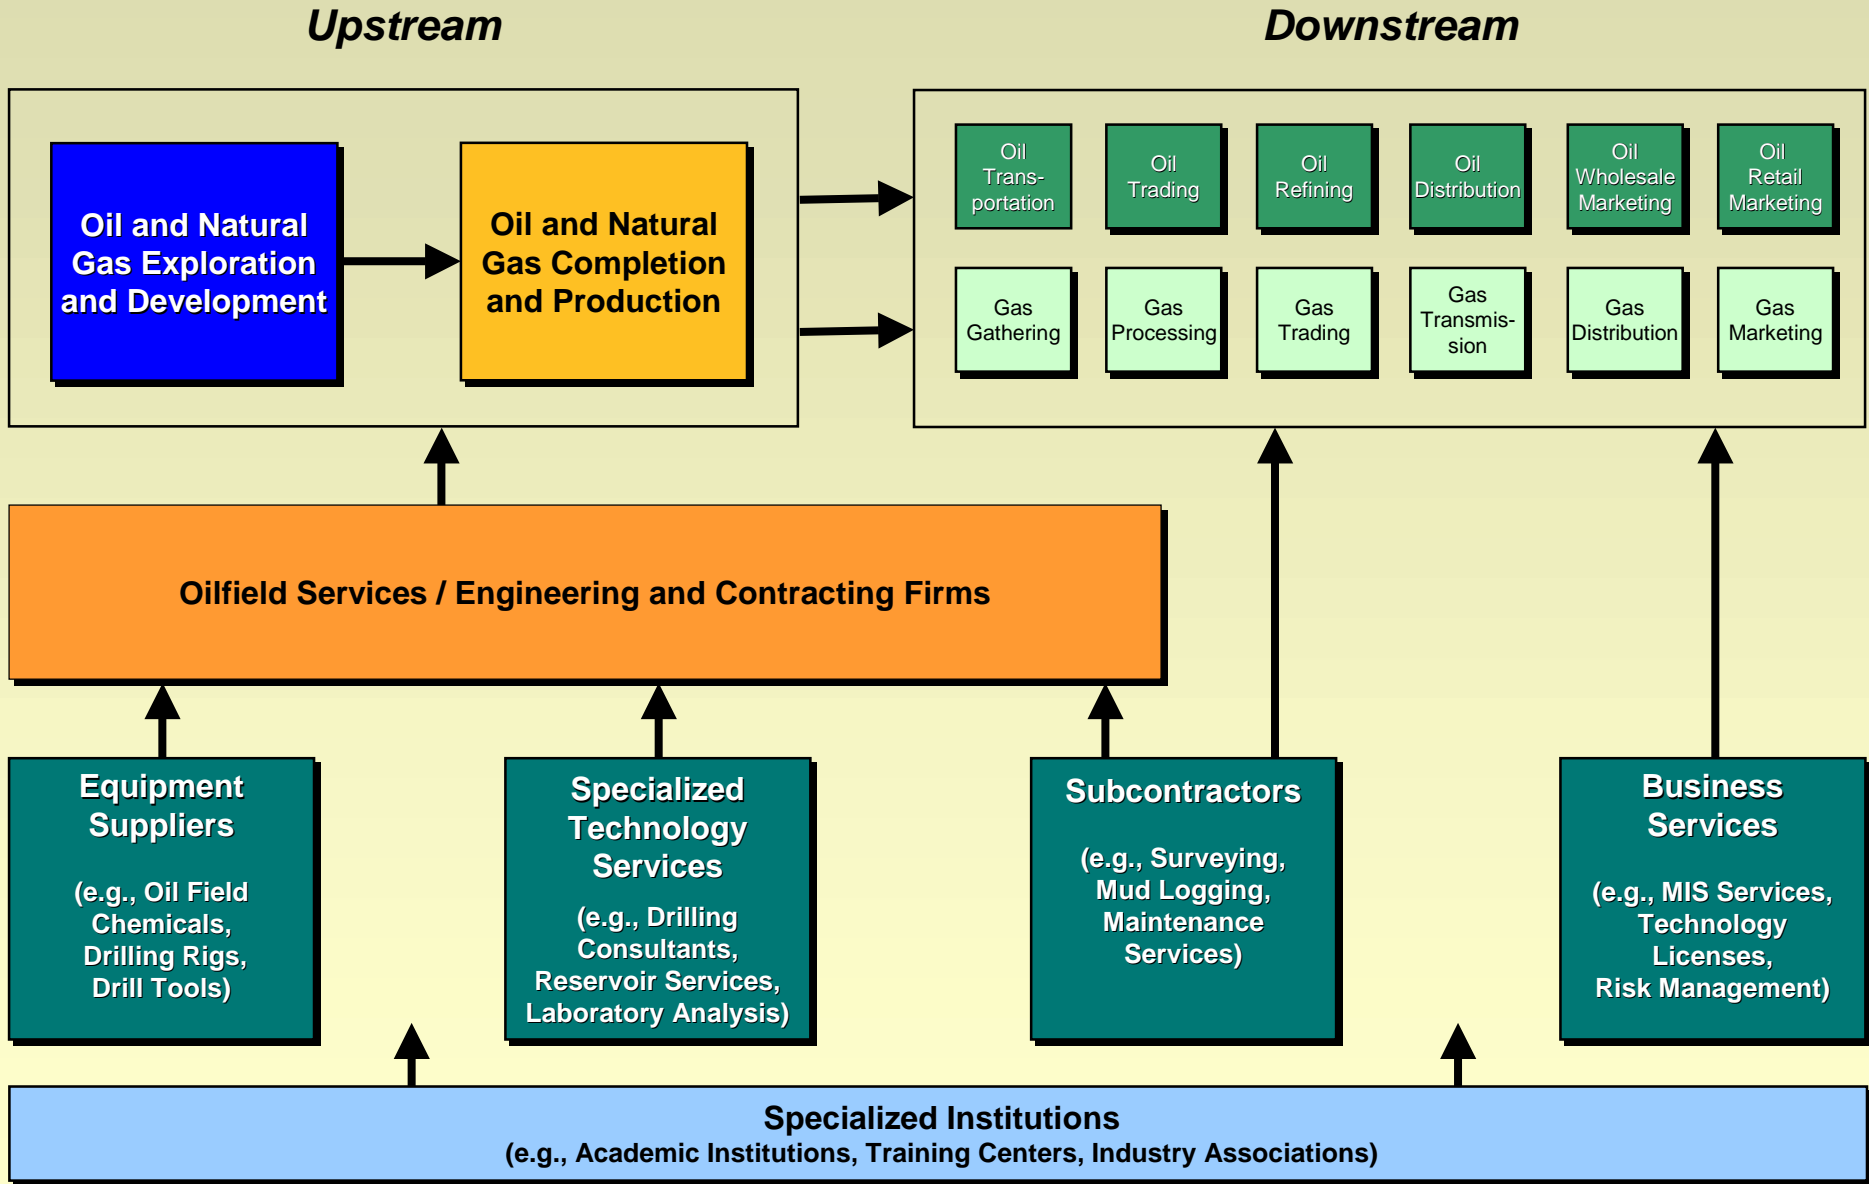 Upstream
Downstream
Oil and Natural
Gas Exploration
and Development
Oil and Natural
Gas Completion
and Production
Oil
Trans-
portation
Oil
Trading
Oil
Refining
Oil
Distribution
Oil
Wholesale
Marketing
Oil
Retail
Marketing
Gas
Gathering
Gas
Processing
Gas
Trading
Gas
Transmis-
sion
Gas
Distribution
Gas
Marketing
Oilfield Services / Engineering and Contracting Firms
Equipment
Suppliers
(e.g., Oil Field
Chemicals,
Drilling Rigs,
Drill Tools)
Specialized
Technology
Services
(e.g., Drilling
Consultants,
Reservoir Services,
Laboratory Analysis)
Subcontractors
(e.g., Surveying,
Mud Logging,
Maintenance
Services)
Business
Services
(e.g., MIS Services,
Technology
Licenses,
Risk Management)
Specialized Institutions
(e.g., Academic Institutions, Training Centers, Industry Associations)